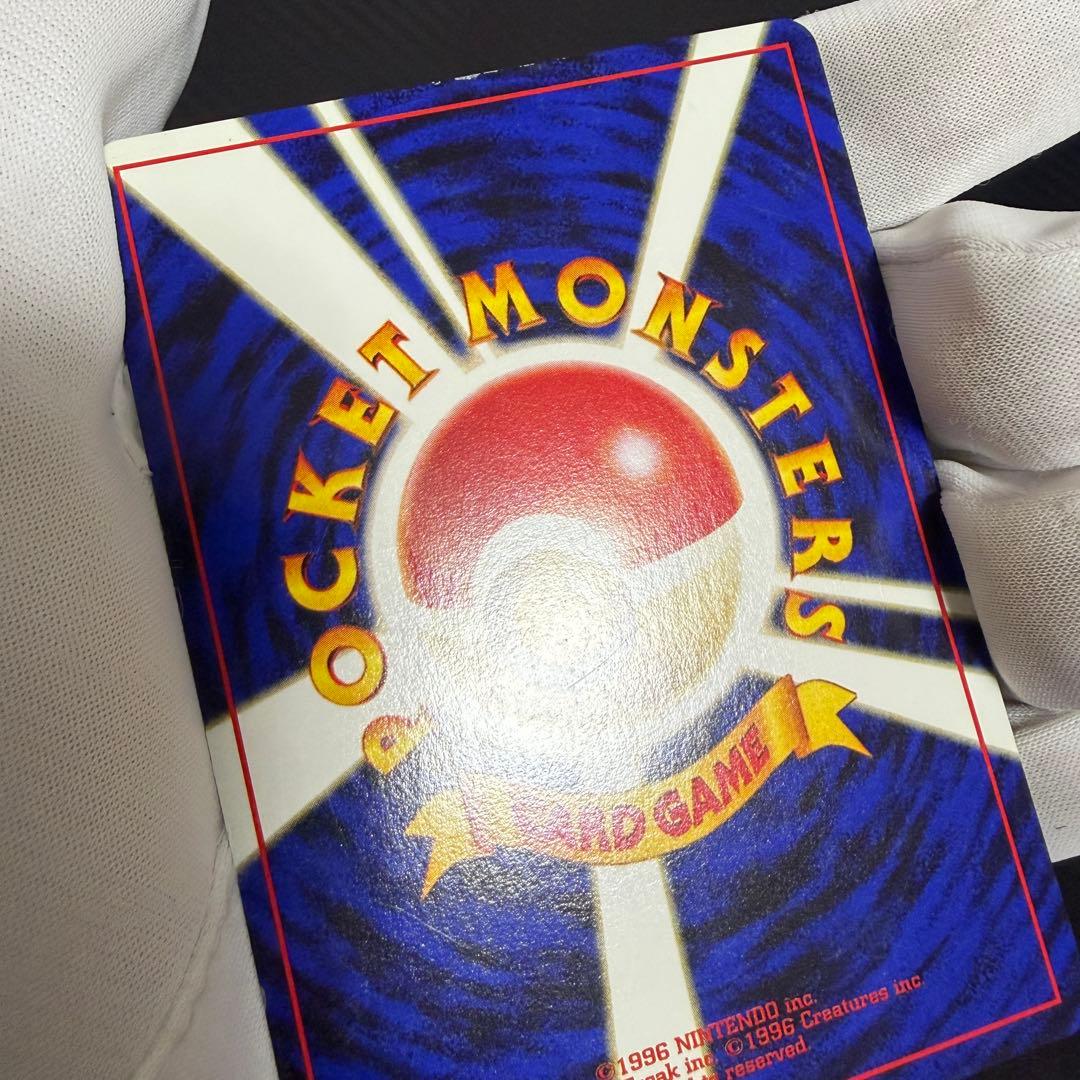 POCKET MONSTERS
CARD GAME
©1996 NINTENDO inc.
©1996 Creatures inc.
reserved.